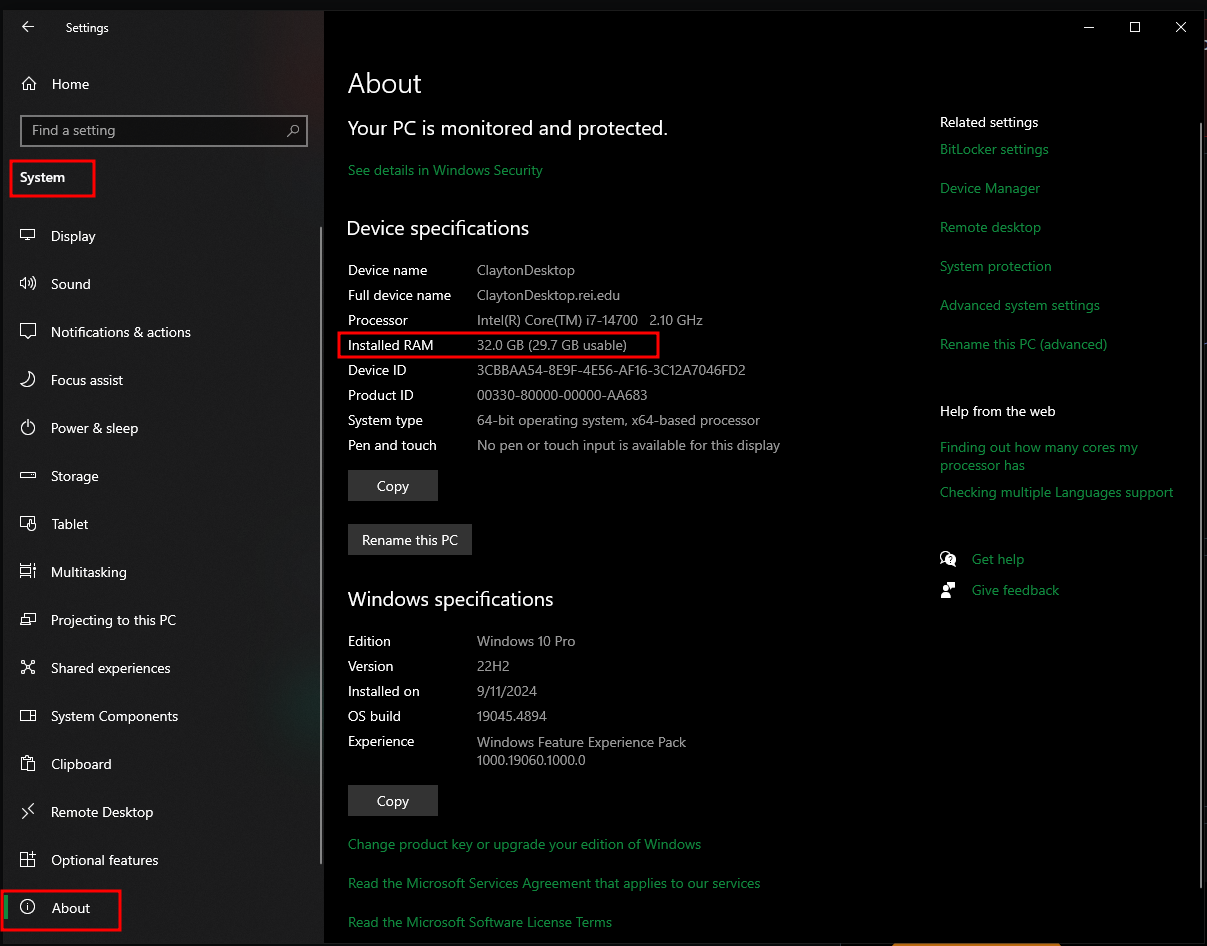 Settings
Home
Find a setting
System
Display
Sound
Notifications & actions
Focus assist
Power & sleep
Storage
Tablet
Multitasking
Projecting to this PC
Shared experiences
System Components
Clipboard
Remote Desktop
Optional features
About
About
Your PC is monitored and protected.
See details in Windows Security
Device specifications
Device name ClaytonDesktop
Full device name ClaytonDesktop.rei.edu
Processor Intel(R) Core(TM) i7-14700 2.10 GHz
Installed RAM 32.0 GB (29.7 GB usable)
Device ID 3CBBAA54-8E9F-4E56-AF16-3C12A7046FD2
Product ID 00330-80000-00000-AA683
System type 64-bit operating system, x64-based processor
Pen and touch No pen or touch input is available for this display
Copy
Rename this PC
Windows specifications
Edition Windows 10 Pro
Version 22H2
Installed on 9/11/2024
OS build 19045.4894
Experience Windows Feature Experience Pack
1000.19060.1000.0
Copy
Change product key or upgrade your edition of Windows
Read the Microsoft Services Agreement that applies to our services
Read the Microsoft Software License Terms
Related settings
BitLocker settings
Device Manager
Remote desktop
System protection
Advanced system settings
Rename this PC (advanced)
Help from the web
Finding out how many cores my
processor has
Checking multiple Languages support
Get help
Give feedback